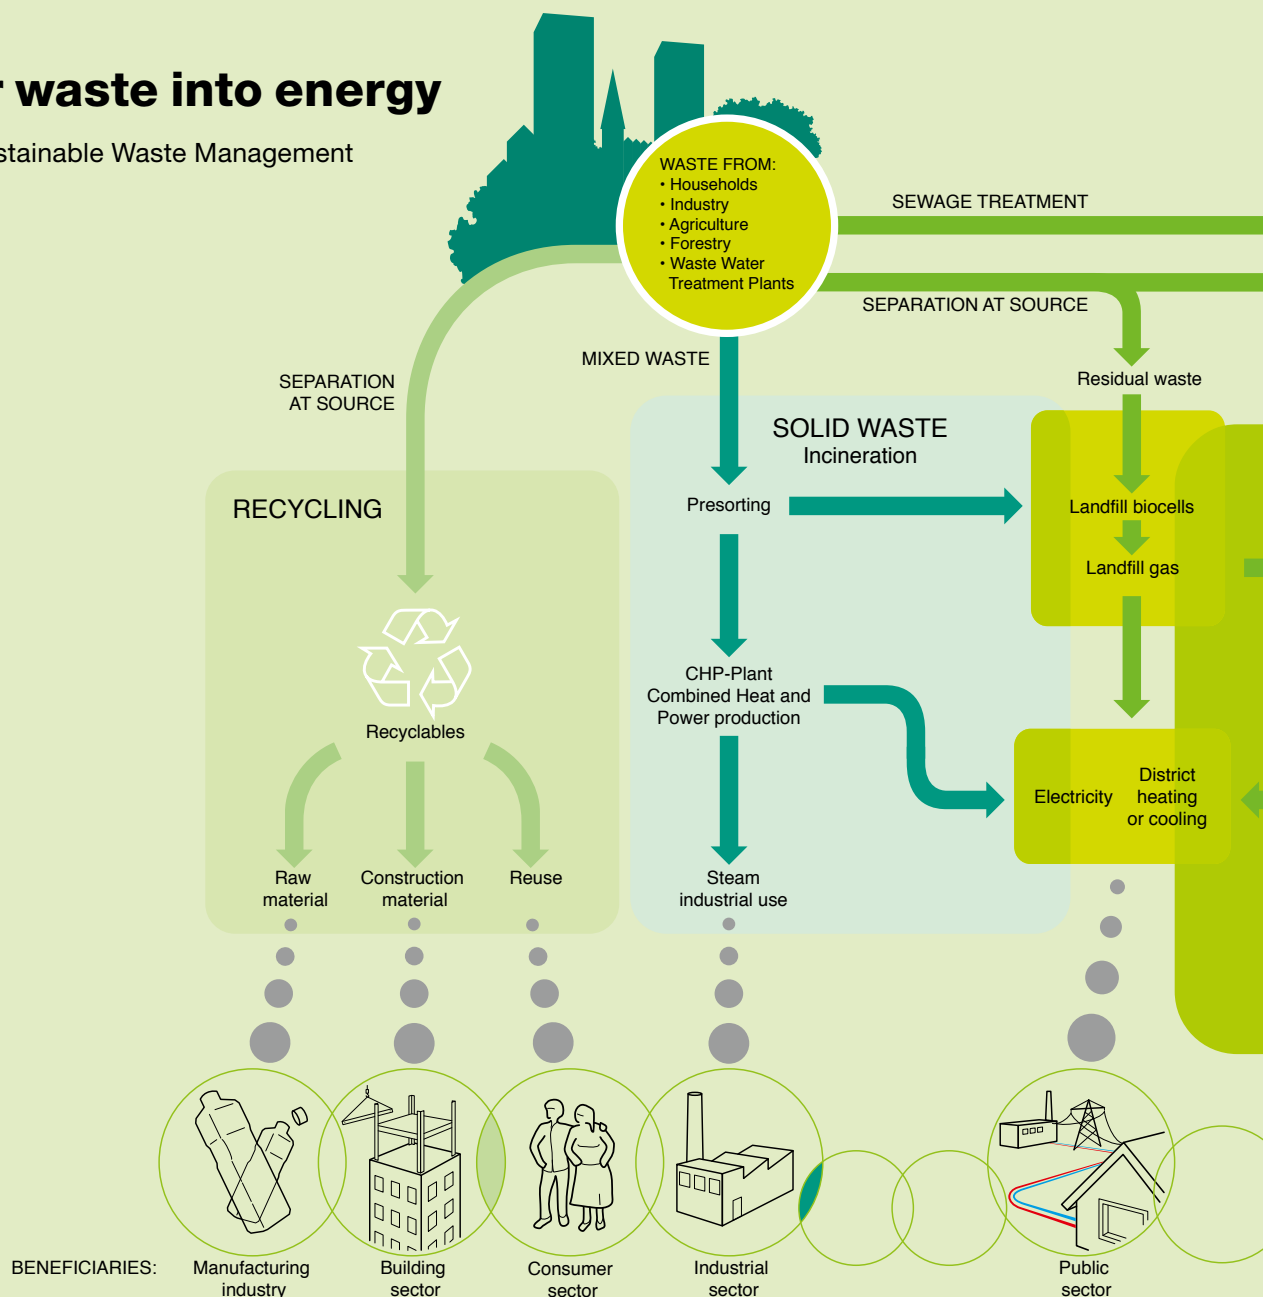 r waste into energy
stainable Waste Management
WASTE FROM:
• Households
• Industry
• Agriculture
• Forestry
• Waste Water
Treatment Plants
SEWAGE TREATMENT
SEPARATION AT SOURCE
MIXED WASTE
SEPARATION
AT SOURCE
Residual waste
SOLID WASTE
Incineration
RECYCLING
Presorting
Landfill biocells
Landfill gas
CHP-Plant
Combined Heat and
Power production
Recyclables
Electricity
District
heating
or cooling
Raw
material
Construction
material
Reuse
Steam
industrial use
BENEFICIARIES:
Manufacturing
industry
Building
sector
Consumer
sector
Industrial
sector
Public
sector